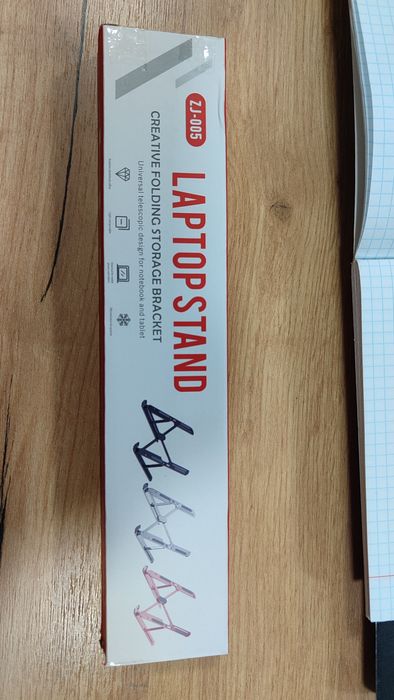 ZJ-005
LAPTOP STAND
CREATIVE FOLDING STORAGE BRACKET
Universal telescopic design for notebook and tablet